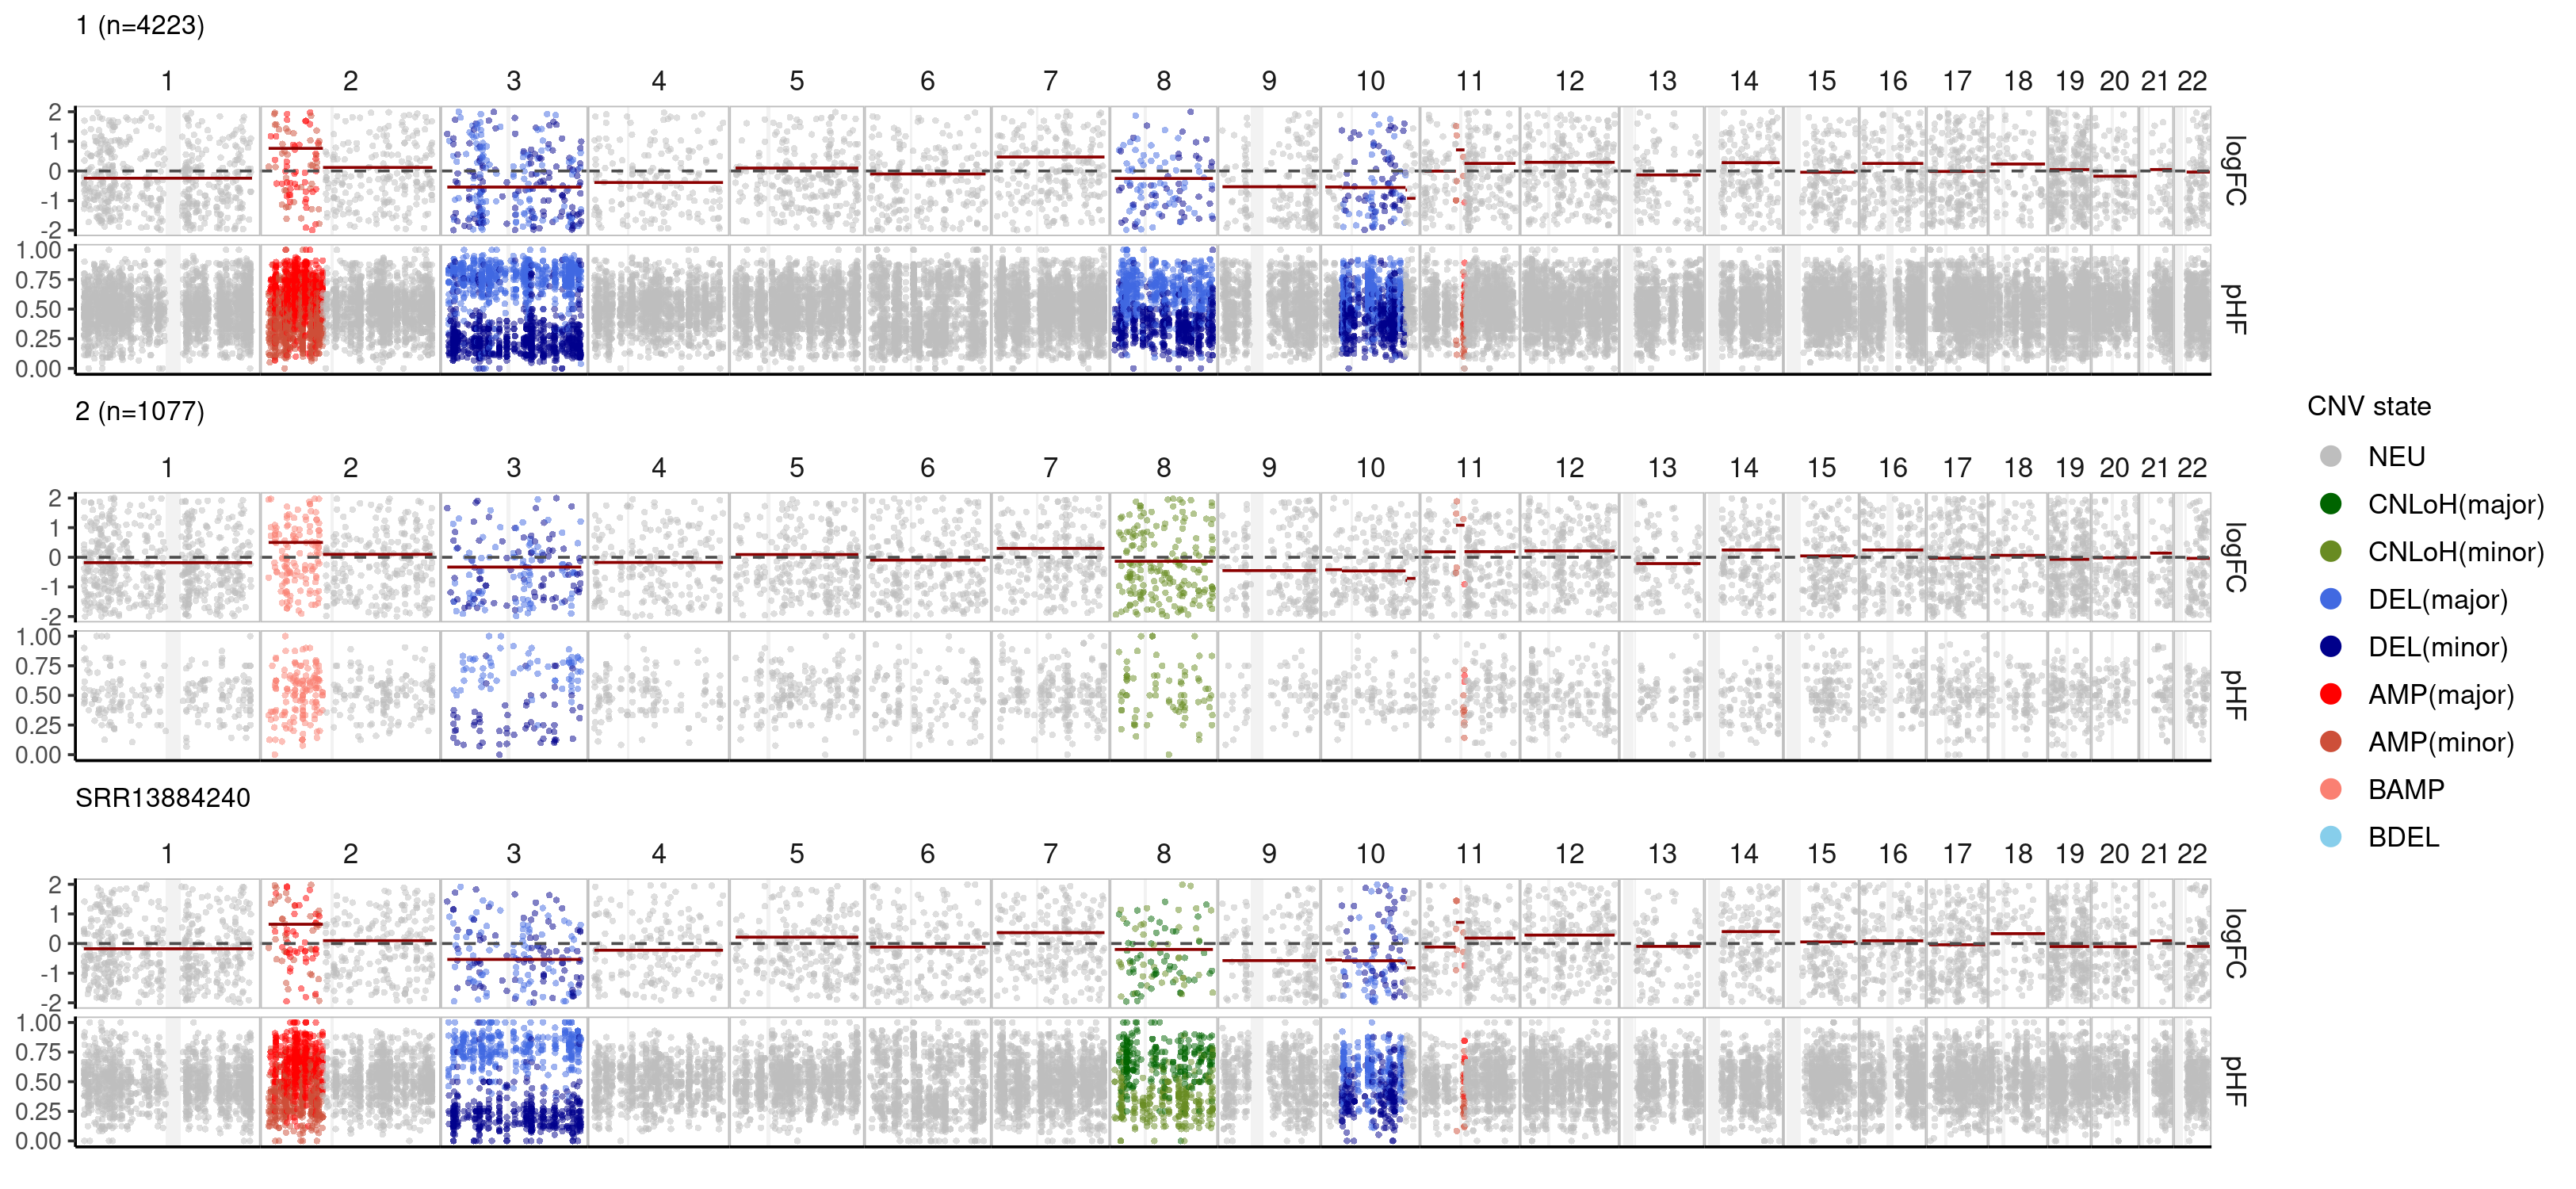 1 (n=4223)
1 2 3 4 5 6 7 8 9 10 11 12 13 14 15 16 17 18 19 20 21 22
2
1
0
-1
-2
logFC
1.00
0.75
0.50
0.25
0.00
pHF
2 (n=1077)
1 2 3 4 5 6 7 8 9 10 11 12 13 14 15 16 17 18 19 20 21 22
2
1
0
-1
-2
logFC
1.00
0.75
0.50
0.25
0.00
pHF
SRR13884240
1 2 3 4 5 6 7 8 9 10 11 12 13 14 15 16 17 18 19 20 21 22
2
1
0
-1
-2
logFC
1.00
0.75
0.50
0.25
0.00
pHF
CNV state
NEU
CNLoH(major)
CNLoH(minor)
DEL(major)
DEL(minor)
AMP(major)
AMP(minor)
BAMP
BDEL